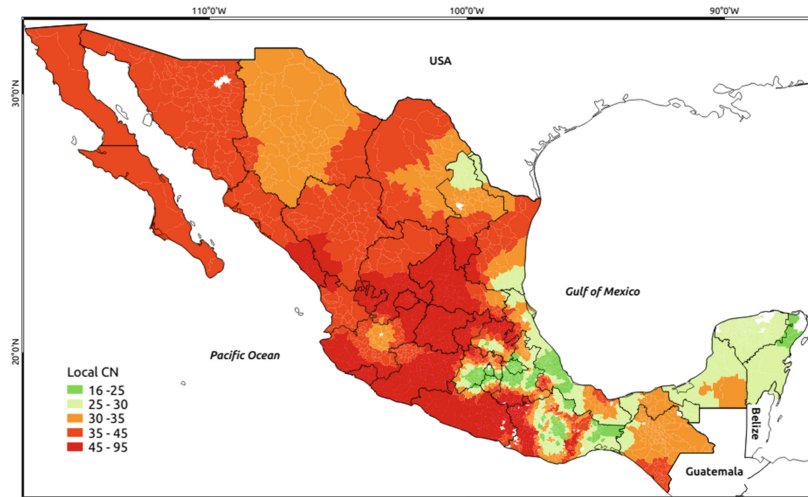 110°0'W 100°0'W 90°0'W
USA
30°0'N
Gulf of Mexico
20°0'N
Pacific Ocean
Local CN
16 -25
25 - 30
30 -35
35 - 45
45 - 95
Belize
Guatemala